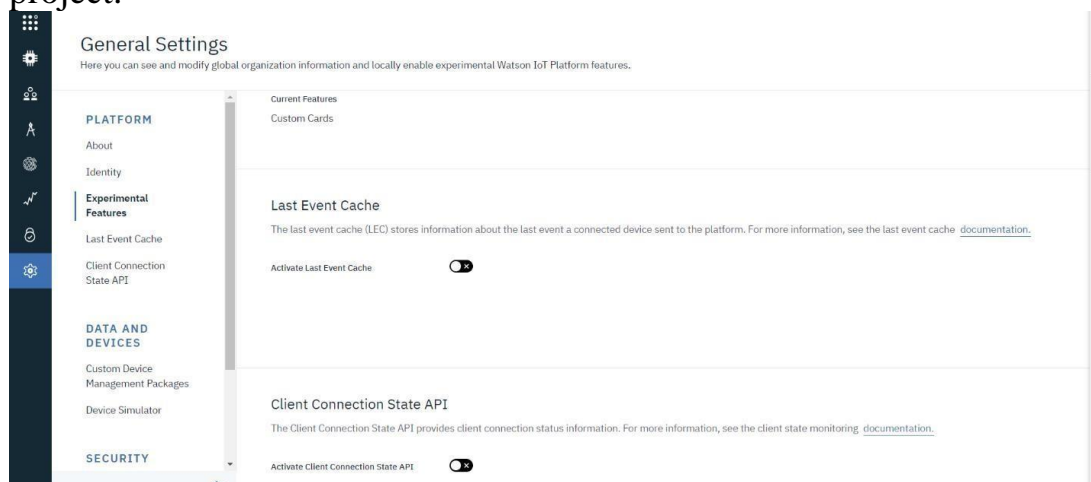 project.
General Settings
Here you can see and modify global organization information and locally enable experimental Watson IoT Platform features.
PLATFORM
About
Identity
Experimental
Features
Last Event Cache
Client Connection
State API
DATA AND
DEVICES
Custom Device
Management Packages
Device Simulator
SECURITY
Current Features
Custom Cards
Last Event Cache
The last event cache (LEC) stores information about the last event a connected device sent to the platform. For more information, see the last event cache documentation.
Activate Last Event Cache
Client Connection State API
The Client Connection State API provides client connection status information. For more information, see the client state monitoring documentation.
Activate Client Connection State API